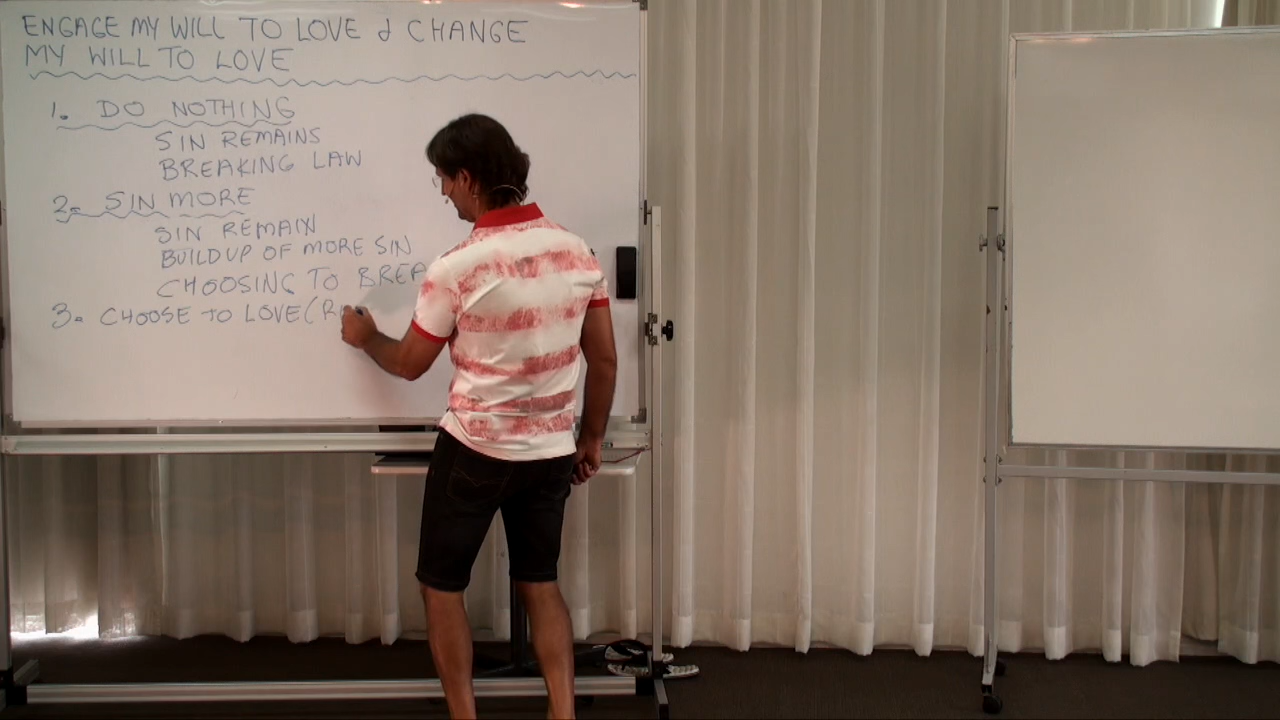 ENGAGE MY WILL TO LOVE & CHANGE
MY WILL TO LOVE
1. DO NOTHING
SIN REMAINS
BREAKING LAW
2. SIN MORE
SIN REMAIN
BUILDUP OF MORE SIN
CHOOSING TO BREA
3. CHOOSE TO LOVE (R